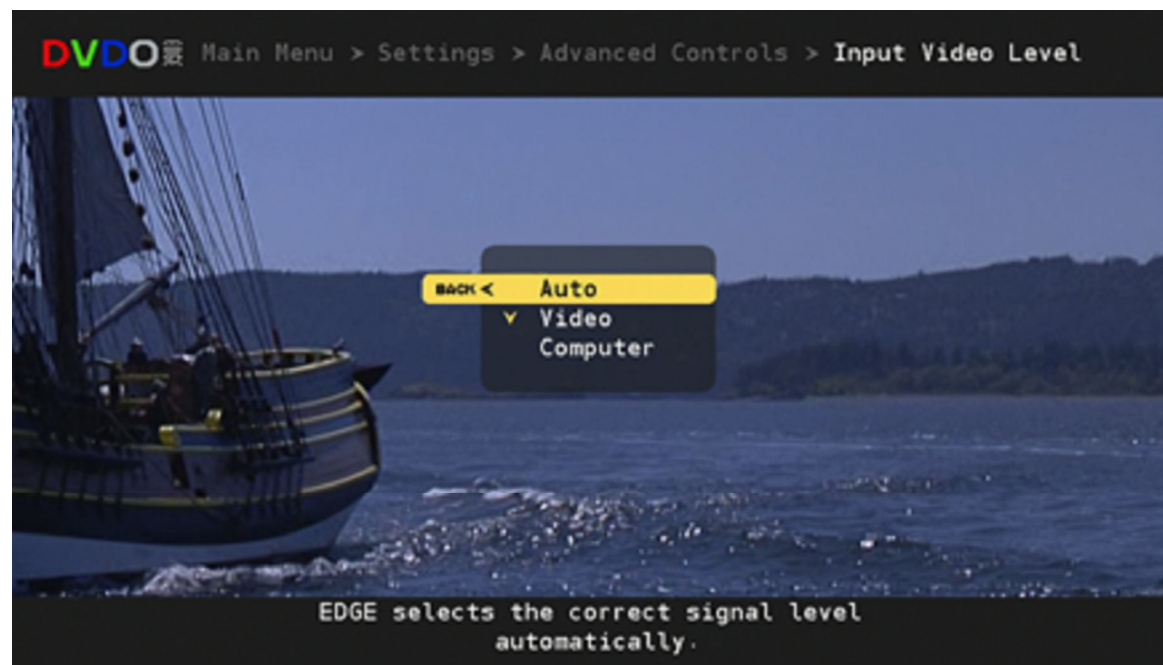 DVDO EDGE Main Menu > Settings > Advanced Controls > Input Video Level
BACK < Auto
Video
Computer
EDGE selects the correct signal level
automatically.